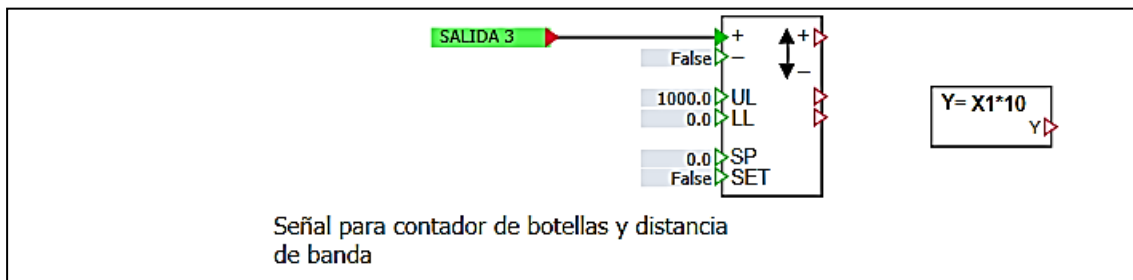 SALIDA 3
+ +
False –
–
1000.0 UL
0.0 LL
0.0 SP
False SET
Y= X1*10
Y
Señal para contador de botellas y distancia
de banda